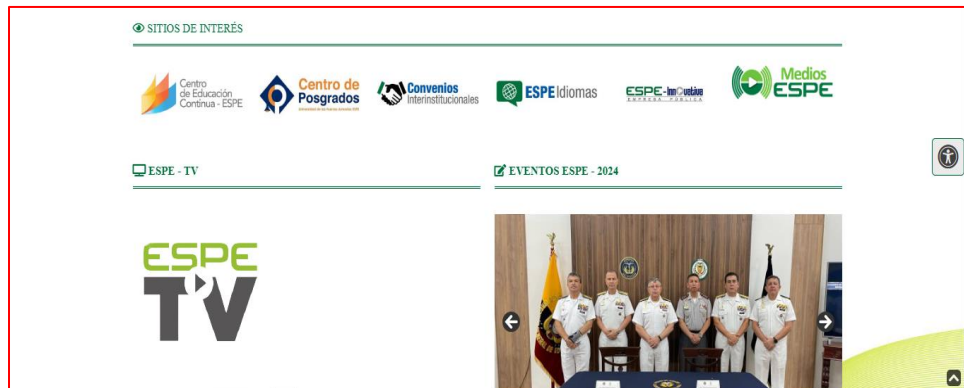 SITIOS DE INTERÉS
Centro
de Educación
Continua - ESPE
Centro de
Posgrados
Convenios
Interinstitucionales
ESPE Idiomas
ESPE-InnOvativa
EMPRESA PÚBLICA
Medios
ESPE
ESPE - TV
EVENTOS ESPE - 2024
ESPE
TV